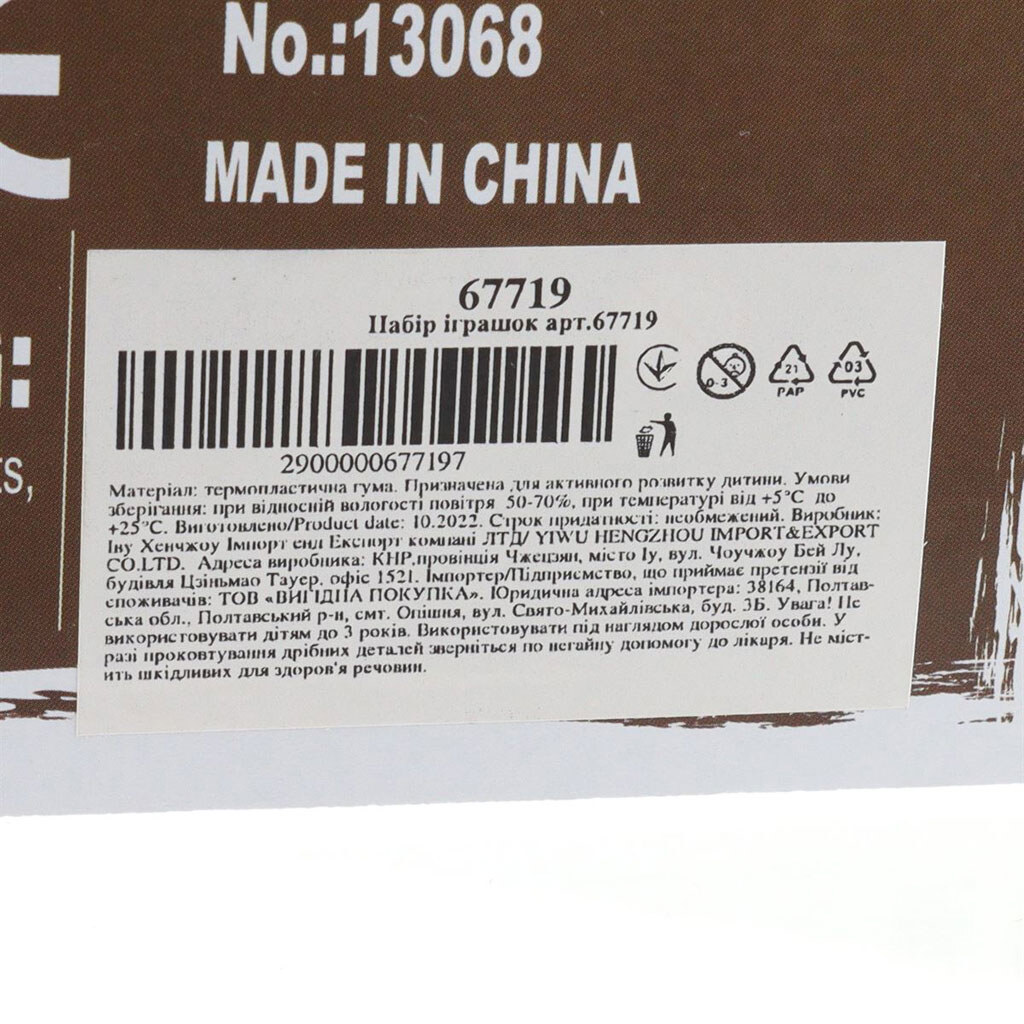 No.:13068
MADE IN CHINA
67719
Набір іграшок арт.67719
0-3
21
PAP
03
PVC
2900000677197
Матеріал: термопластична гума. Призначена для активного розвитку дитини. Умови
зберігання: при відносній вологості повітря 50-70%, при температурі від +5°С до
+25°С. Виготовлено/Product date: 10.2022. Строк придатності: необмежений. Виробник:
Іву Хенчжоу Імпорт енд Експорт компані ЛТД/ YIWU HENGZHOU IMPORT&EXPORT
CO.LTD. Адреса виробника: КНР,провінція Чжецзян, місто Іу, вул. Чоучжоу Бей Лу,
будівля Цзіньмао Тауер, офіс 1521. Імпортер/Підприємство, що приймає претензії від
споживачів: ТОВ «ВИГІДНА ПОКУПКА». Юридична адреса імпортера: 38164, Полтав-
ська обл., Полтавський р-н, смт. Опішня, вул. Свято-Михайлівська, буд. 3Б. Увага! Не
використовувати дітям до 3 років. Використовувати під наглядом дорослої особи. У
разі проковтування дрібних деталей зверніться по негайну допомогу до лікаря. Не міст-
ить шкідливих для здоров'я речовин.